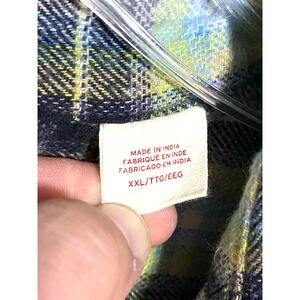 MADE IN INDIA
FABRIQUÉ EN INDE
FABRICADO EN INDIA
XXL/TTG/EEG